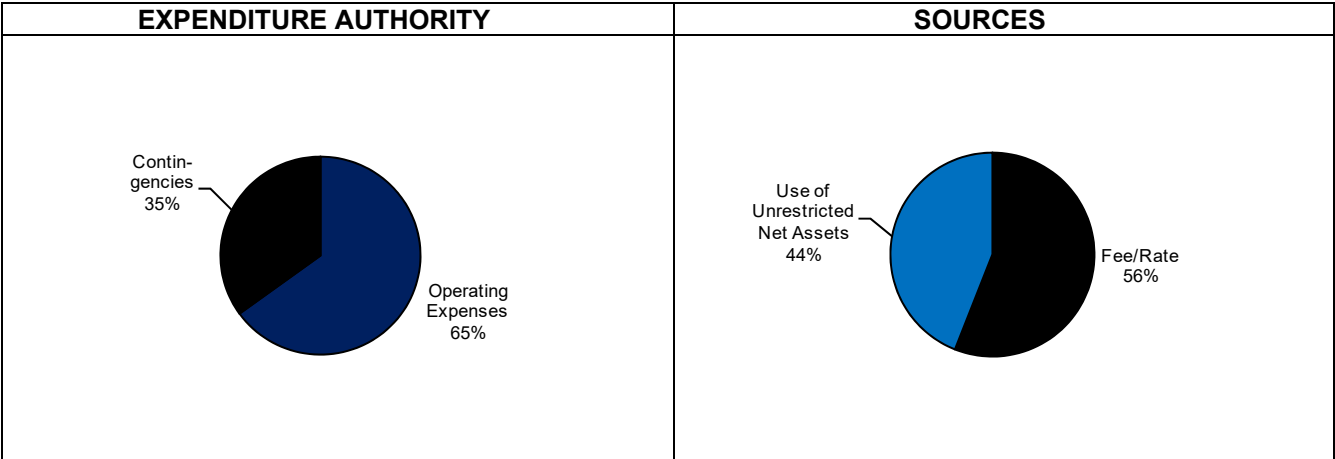 EXPENDITURE AUTHORITY
SOURCES
Contin-
gencies
35%
Operating
Expenses
65%
Use of
Unrestricted
Net Assets
44%
Fee/Rate
56%